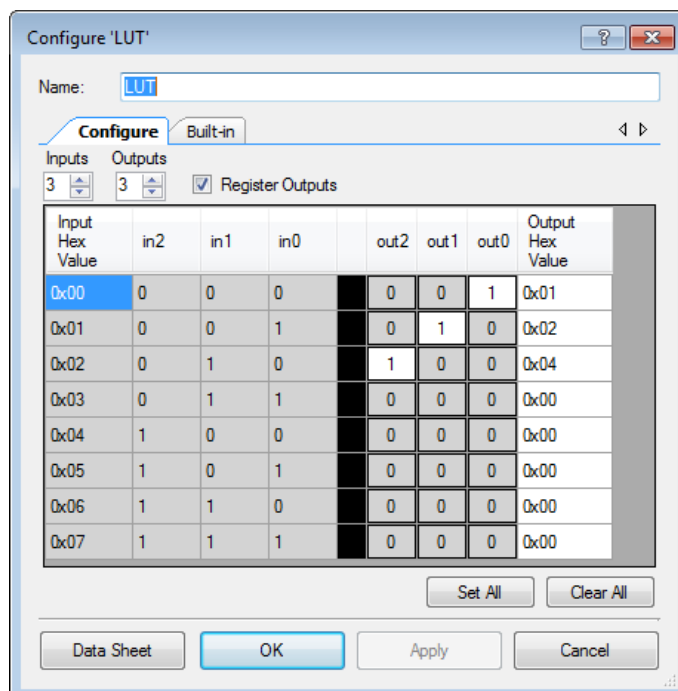 Configure 'LUT'
Name: LUT
Configure Built-in
Inputs Outputs
3 3 Register Outputs
Input Hex Value in2 in1 in0 out2 out1 out0 Output Hex Value
0x00 0 0 0 0 0 1 0x01
0x01 0 0 1 0 1 0 0x02
0x02 0 1 0 1 0 0 0x04
0x03 0 1 1 0 0 0 0x00
0x04 1 0 0 0 0 0 0x00
0x05 1 0 1 0 0 0 0x00
0x06 1 1 0 0 0 0 0x00
0x07 1 1 1 0 0 0 0x00
Set All Clear All
Data Sheet OK Apply Cancel